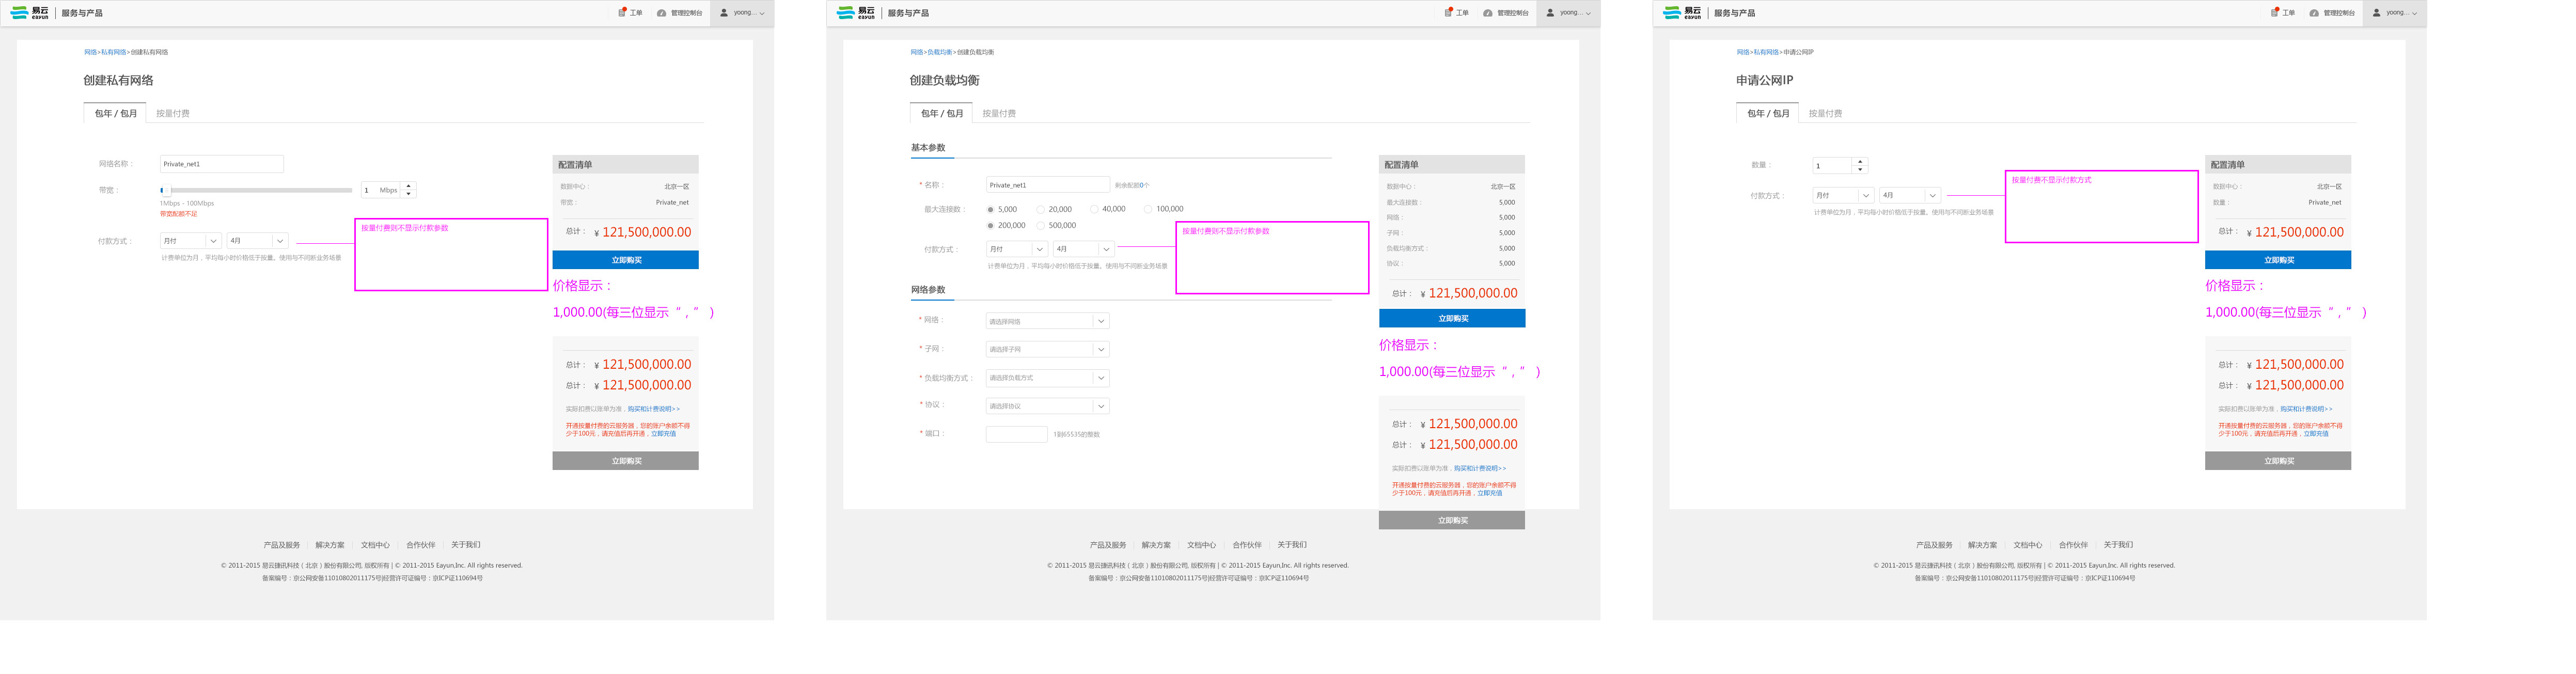 易云
eayun
服务与产品
工单
管理控制台
yoong...
网络>私有网络>创建私有网络
创建私有网络
包年 / 包月
按量付费
网络名称：
Private_net1
带宽：
1 Mbps
1Mbps - 100Mbps
带宽配额不足
付款方式：
月付
4月
计费单位为月，平均每小时价格低于按量。使用与不间断业务场景
按量付费则不显示付款参数
配置清单
数据中心：
北京一区
带宽：
Private_net
总计： ¥ 121,500,000.00
立即购买
价格显示：
1,000.00(每三位显示“ , ” )
总计： ¥ 121,500,000.00
总计： ¥ 121,500,000.00
实际扣费以账单为准，购买和计费说明>>
开通按量付费的云服务器，您的账户余额不得
少于100元，请充值后再开通，立即充值
立即购买
产品及服务
解决方案
文档中心
合作伙伴
关于我们
© 2011-2015 易云捷讯科技（北京）股份有限公司, 版权所有 | © 2011-2015 Eayun,Inc. All rights reserved.
备案编号：京公网安备11010802011175号|经营许可证编号：京ICP证110694号
易云
eayun
服务与产品
工单
管理控制台
yoong...
网络>负载均衡>创建负载均衡
创建负载均衡
包年 / 包月
按量付费
基本参数
* 名称：
Private_net1
剩余配额0个
最大连接数：
5,000
20,000
40,000
100,000
200,000
500,000
付款方式：
月付
4月
计费单位为月，平均每小时价格低于按量。使用与不间断业务场景
按量付费则不显示付款参数
网络参数
* 网络：
请选择网络
* 子网：
请选择子网
* 负载均衡方式：
请选择负载方式
* 协议：
请选择协议
* 端口：
1到65535的整数
配置清单
数据中心：
北京一区
最大连接数：
5,000
网络：
5,000
子网：
5,000
负载均衡方式：
5,000
协议：
5,000
总计： ¥ 121,500,000.00
立即购买
价格显示：
1,000.00(每三位显示“ , ” )
总计： ¥ 121,500,000.00
总计： ¥ 121,500,000.00
实际扣费以账单为准，购买和计费说明>>
开通按量付费的云服务器，您的账户余额不得
少于100元，请充值后再开通，立即充值
立即购买
产品及服务
解决方案
文档中心
合作伙伴
关于我们
© 2011-2015 易云捷讯科技（北京）股份有限公司, 版权所有 | © 2011-2015 Eayun,Inc. All rights reserved.
备案编号：京公网安备11010802011175号|经营许可证编号：京ICP证110694号
易云
eayun
服务与产品
工单
管理控制台
yoong...
网络>私有网络>申请公网IP
申请公网IP
包年 / 包月
按量付费
数量：
1
付款方式：
月付
4月
计费单位为月，平均每小时价格低于按量。使用与不间断业务场景
按量付费不显示付款方式
配置清单
数据中心：
北京一区
数量：
Private_net
总计： ¥ 121,500,000.00
立即购买
价格显示：
1,000.00(每三位显示“ , ” )
总计： ¥ 121,500,000.00
总计： ¥ 121,500,000.00
实际扣费以账单为准，购买和计费说明>>
开通按量付费的云服务器，您的账户余额不得
少于100元，请充值后再开通，立即充值
立即购买
产品及服务
解决方案
文档中心
合作伙伴
关于我们
© 2011-2015 易云捷讯科技（北京）股份有限公司, 版权所有 | © 2011-2015 Eayun,Inc. All rights reserved.
备案编号：京公网安备11010802011175号|经营许可证编号：京ICP证110694号